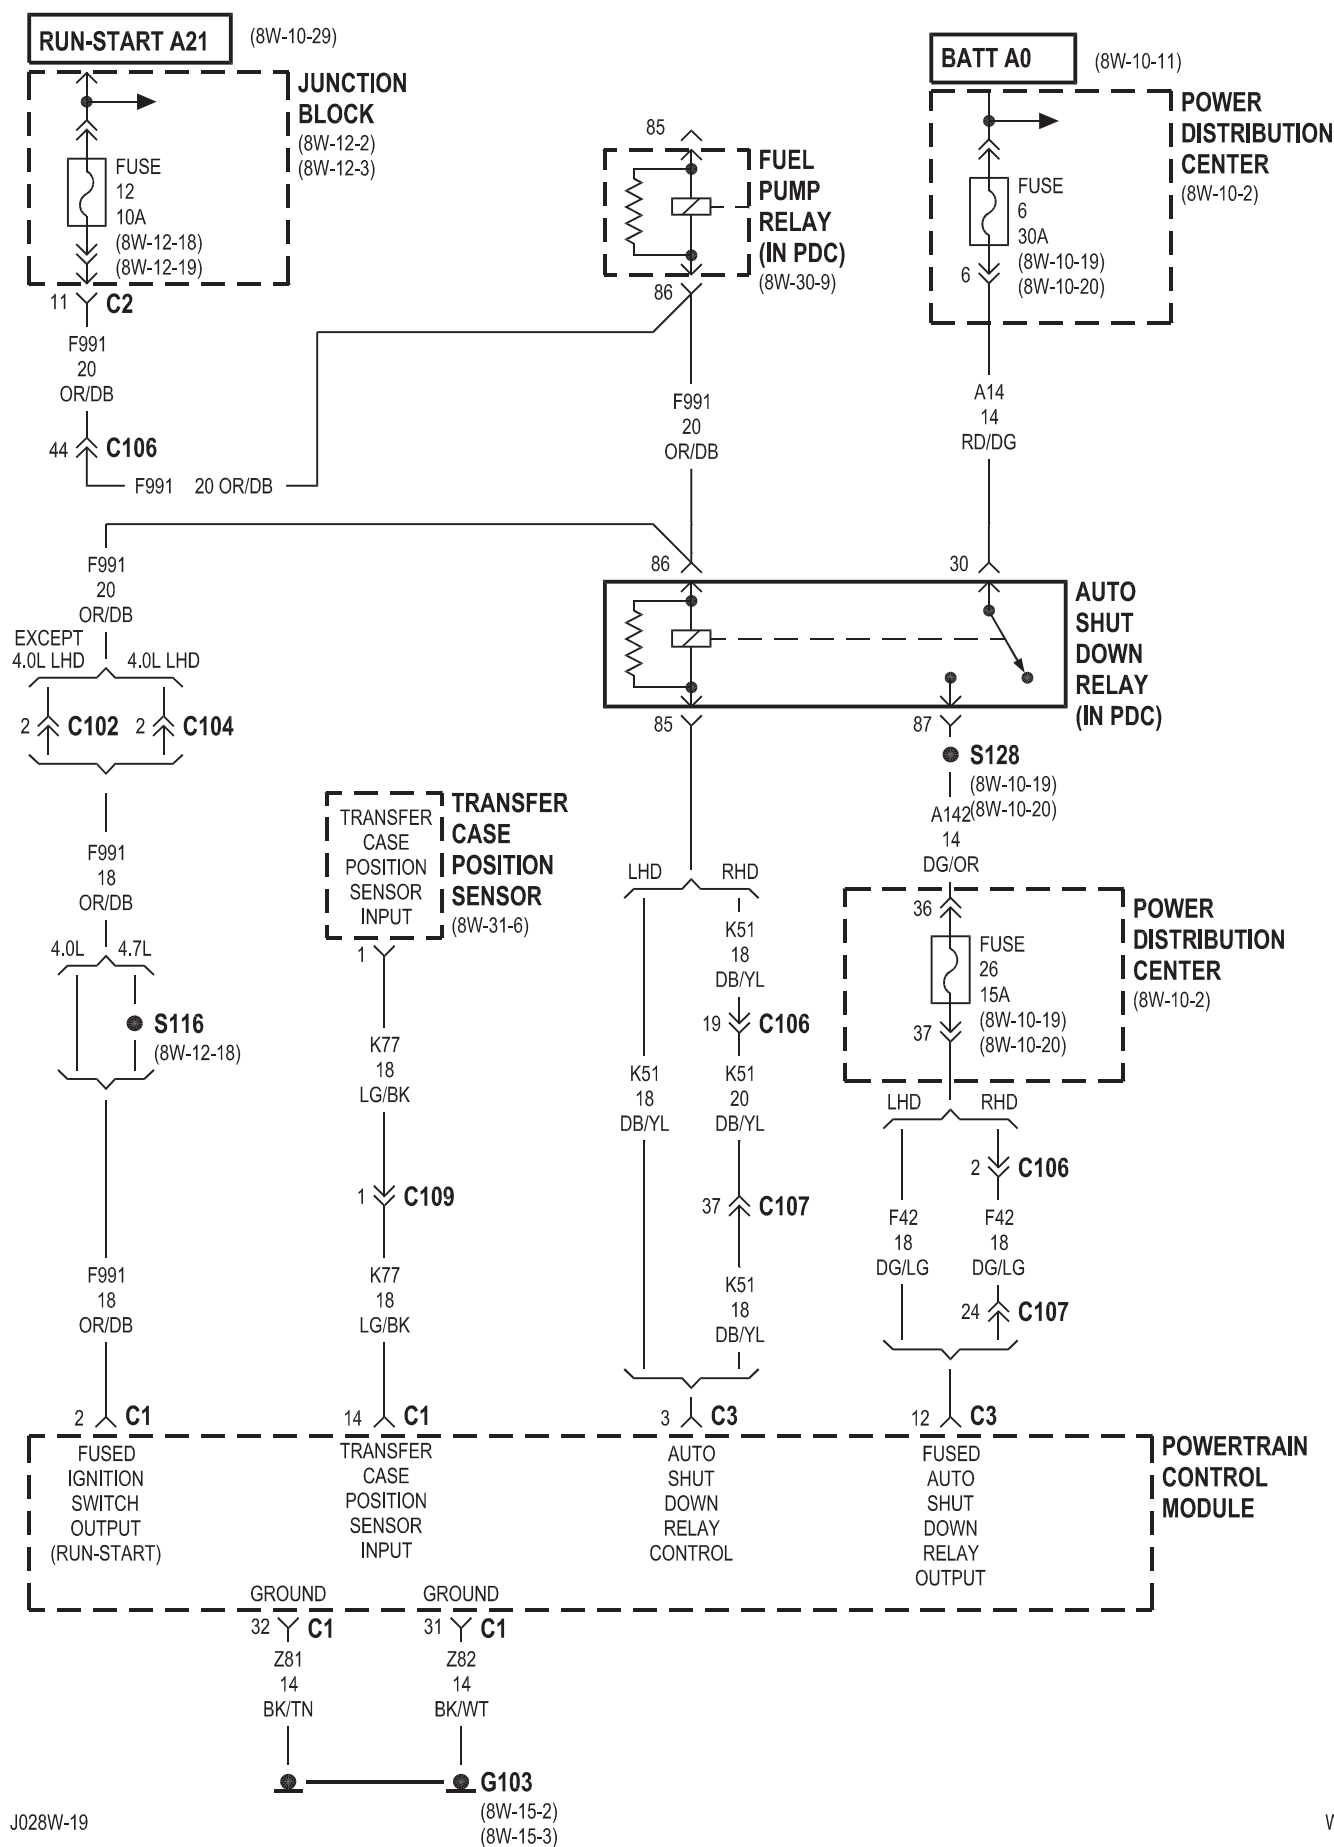 RUN-START A21
(8W-10-29)
JUNCTION
BLOCK
(8W-12-2)
(8W-12-3)
FUSE
12
10A
(8W-12-18)
(8W-12-19)
11
C2
F991
20
OR/DB
44
C106
F991 20 OR/DB
85
FUEL
PUMP
RELAY
(IN PDC)
(8W-30-9)
86
F991
20
OR/DB
BATT A0
(8W-10-11)
POWER
DISTRIBUTION
CENTER
(8W-10-2)
FUSE
6
30A
(8W-10-19)
(8W-10-20)
6
A14
14
RD/DG
86
30
AUTO
SHUT
DOWN
RELAY
(IN PDC)
85
87
S128
(8W-10-19)
(8W-10-20)
A142
14
DG/OR
F991
20
OR/DB
EXCEPT
4.0L LHD
4.0L LHD
2
C102
2
C104
F991
18
OR/DB
4.0L
4.7L
S116
(8W-12-18)
F991
18
OR/DB
TRANSFER
CASE
POSITION
SENSOR
INPUT
TRANSFER
CASE
POSITION
SENSOR
(8W-31-6)
1
K77
18
LG/BK
1
C109
K77
18
LG/BK
LHD
RHD
K51
18
DB/YL
19
C106
K51
18
DB/YL
K51
20
DB/YL
37
C107
K51
18
DB/YL
36
POWER
DISTRIBUTION
CENTER
(8W-10-2)
FUSE
26
15A
(8W-10-19)
(8W-10-20)
37
LHD
RHD
2
C106
F42
18
DG/LG
F42
18
DG/LG
24
C107
2
C1
14
C1
3
C3
12
C3
FUSED
IGNITION
SWITCH
OUTPUT
(RUN-START)
TRANSFER
CASE
POSITION
SENSOR
INPUT
AUTO
SHUT
DOWN
RELAY
CONTROL
FUSED
AUTO
SHUT
DOWN
RELAY
OUTPUT
POWERTRAIN
CONTROL
MODULE
GROUND
GROUND
32
C1
31
C1
Z81
14
BK/TN
Z82
14
BK/WT
G103
(8W-15-2)
(8W-15-3)
J028W-19